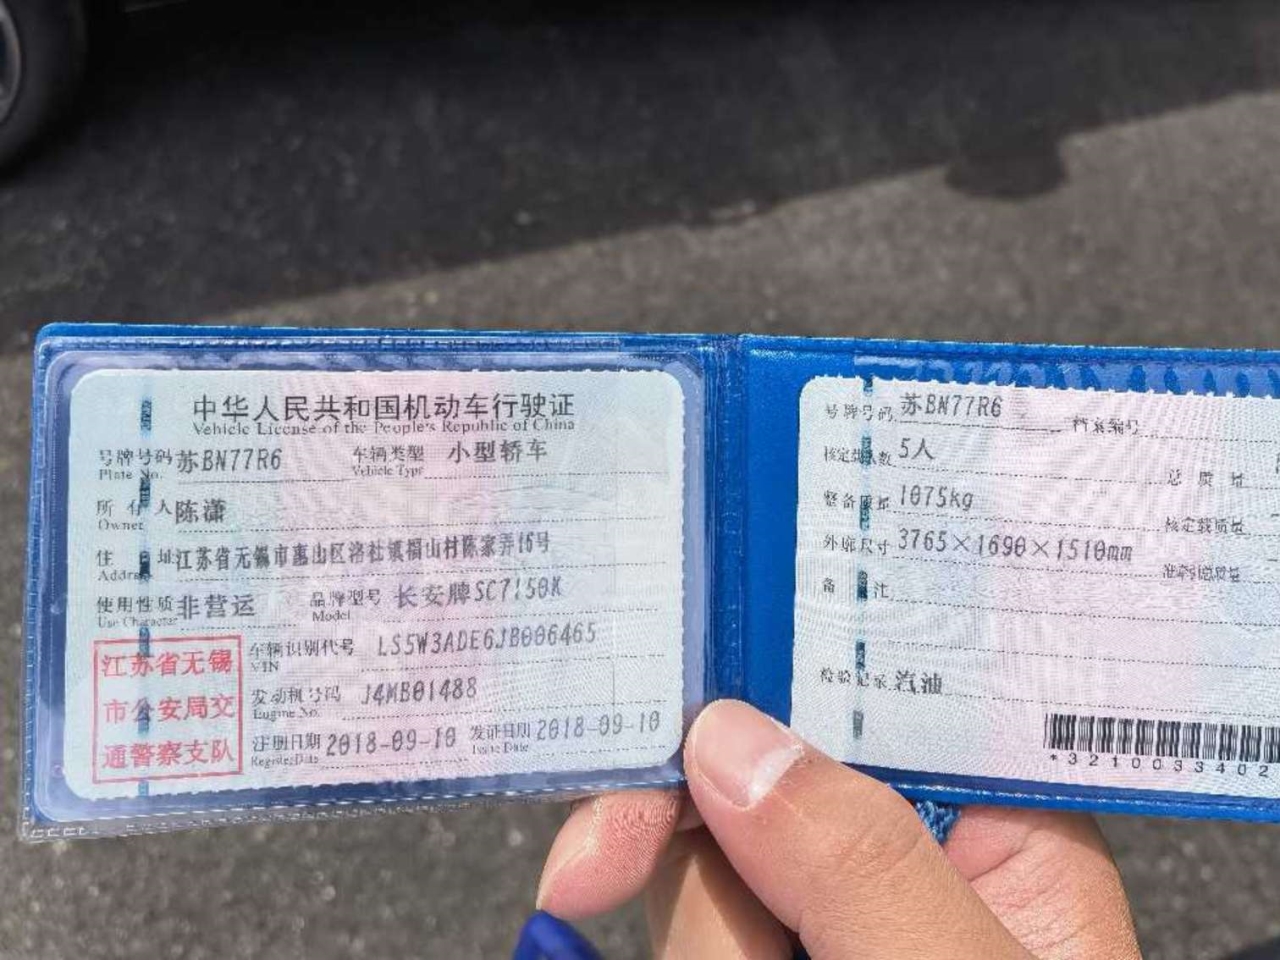 中华人民共和国机动车行驶证
Vehicle License of the People's Republic of China
号牌号码 苏BN77R6 车辆类型 小型轿车
Plate No. Vehicle Type
所有人 陈潇
Owner
住址 江苏省无锡市惠山区洛社镇福山村陈家弄16号
Address
使用性质 非营运 品牌型号 长安牌SC7150K
Use Character Model
车辆识别代号 LS5W3ADE6JB006465
VIN
发动机号码 J4MB01488
Engine No.
注册日期 2018-09-10 发证日期 2018-09-10
Register Date Issue Date
江苏省无锡
市公安局交
通警察支队
号牌号码 苏BN77R6 档案编号
核定载人数 5人 总质量
整备质量 1075kg 核定载质量
外廓尺寸 3765×1690×1510mm 准牵引总质量
备注
检验记录 汽油
*3210033402